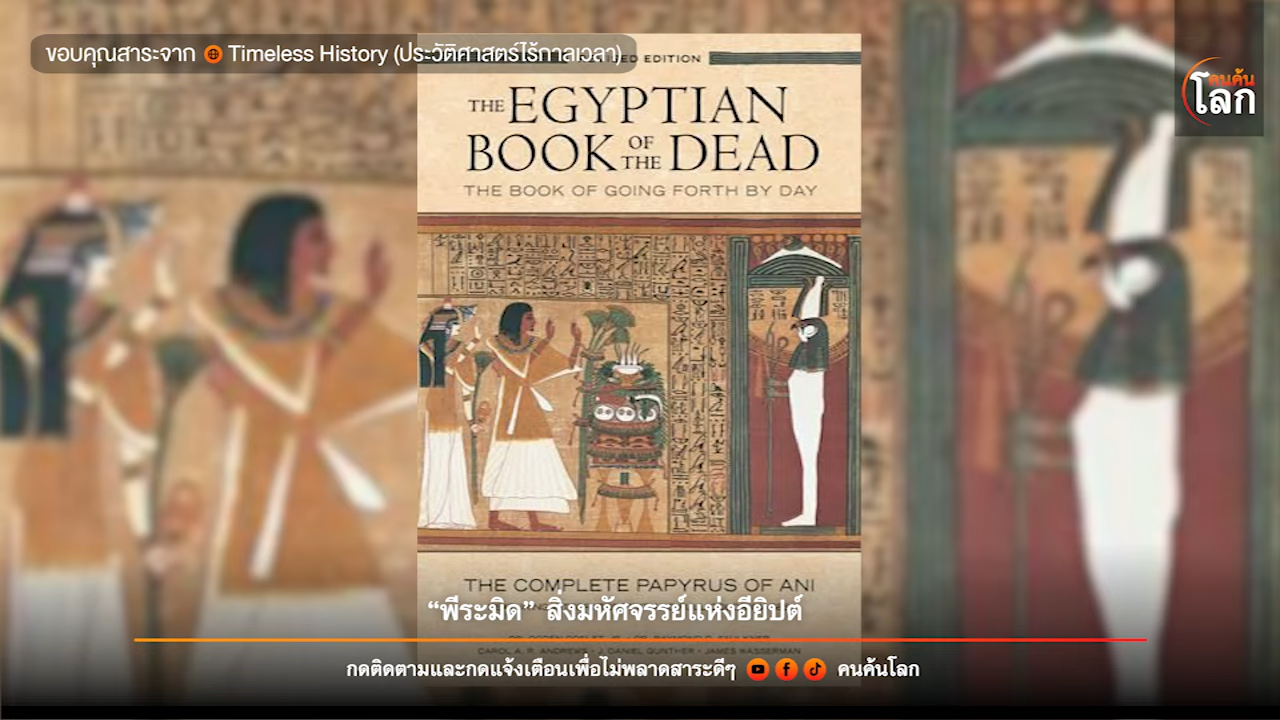 ขอบคุณสาระจาก Timeless History (ประวัติศาสตร์ไร้กาลเวลา)
คนค้น
โลก
EDITION
THE EGYPTIAN
BOOK OF THE DEAD
THE BOOK OF GOING FORTH BY DAY
THE COMPLETE PAPYRUS OF ANI
“พีระมิด” สิ่งมหัศจรรย์แห่งอียิปต์
CAROL A. R. ANDREWS · J. DANIEL GUNTHER · JAMES WASSERMAN
กดติดตามและกดแจ้งเตือนเพื่อไม่พลาดสาระดีๆ คนค้นโลก